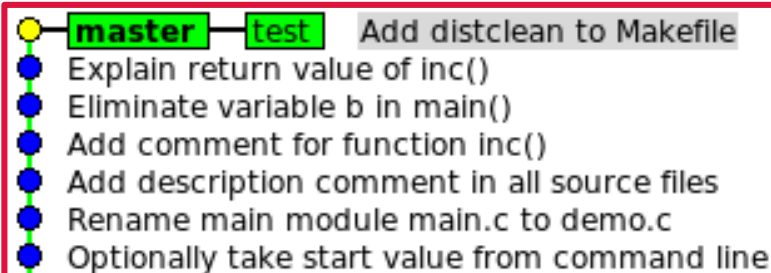 master test Add distclean to Makefile
Explain return value of inc()
Eliminate variable b in main()
Add comment for function inc()
Add description comment in all source files
Rename main module main.c to demo.c
Optionally take start value from command line